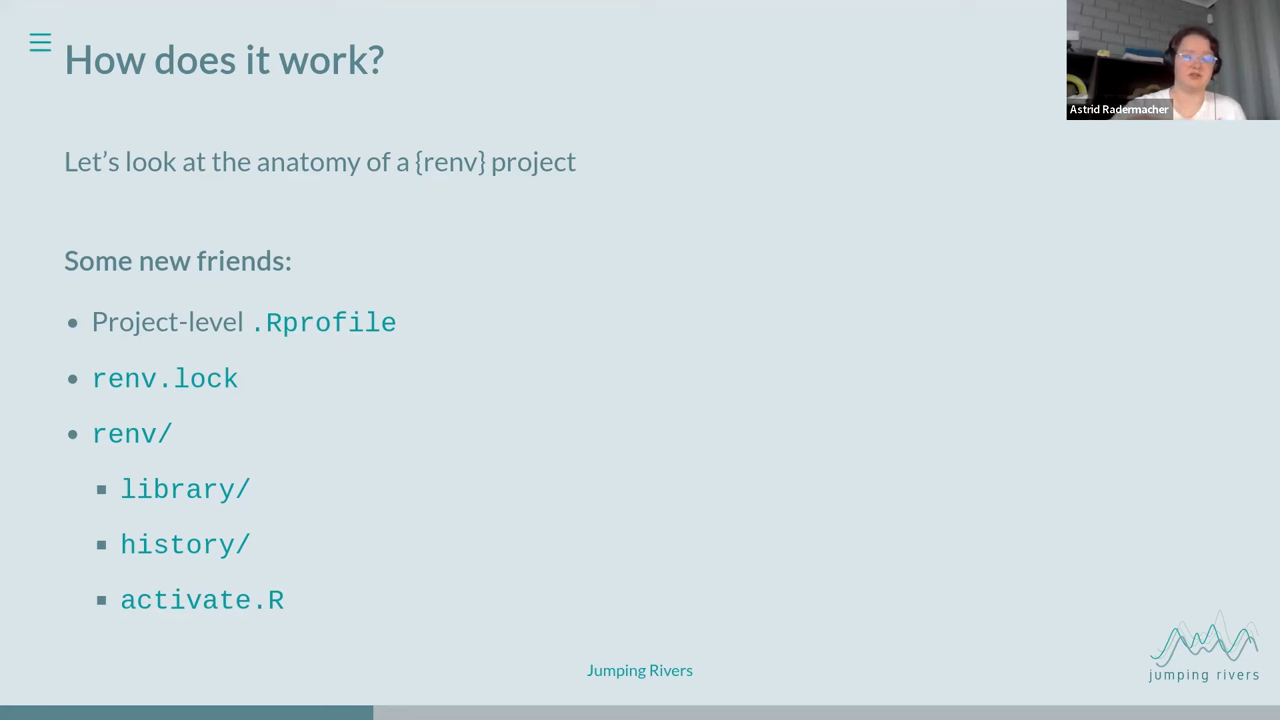 How does it work?
Astrid Radermacher
Let's look at the anatomy of a {renv} project
Some new friends:
Project-level .Rprofile
renv.lock
renv/
library/
history/
activate.R
Jumping Rivers
jumping rivers